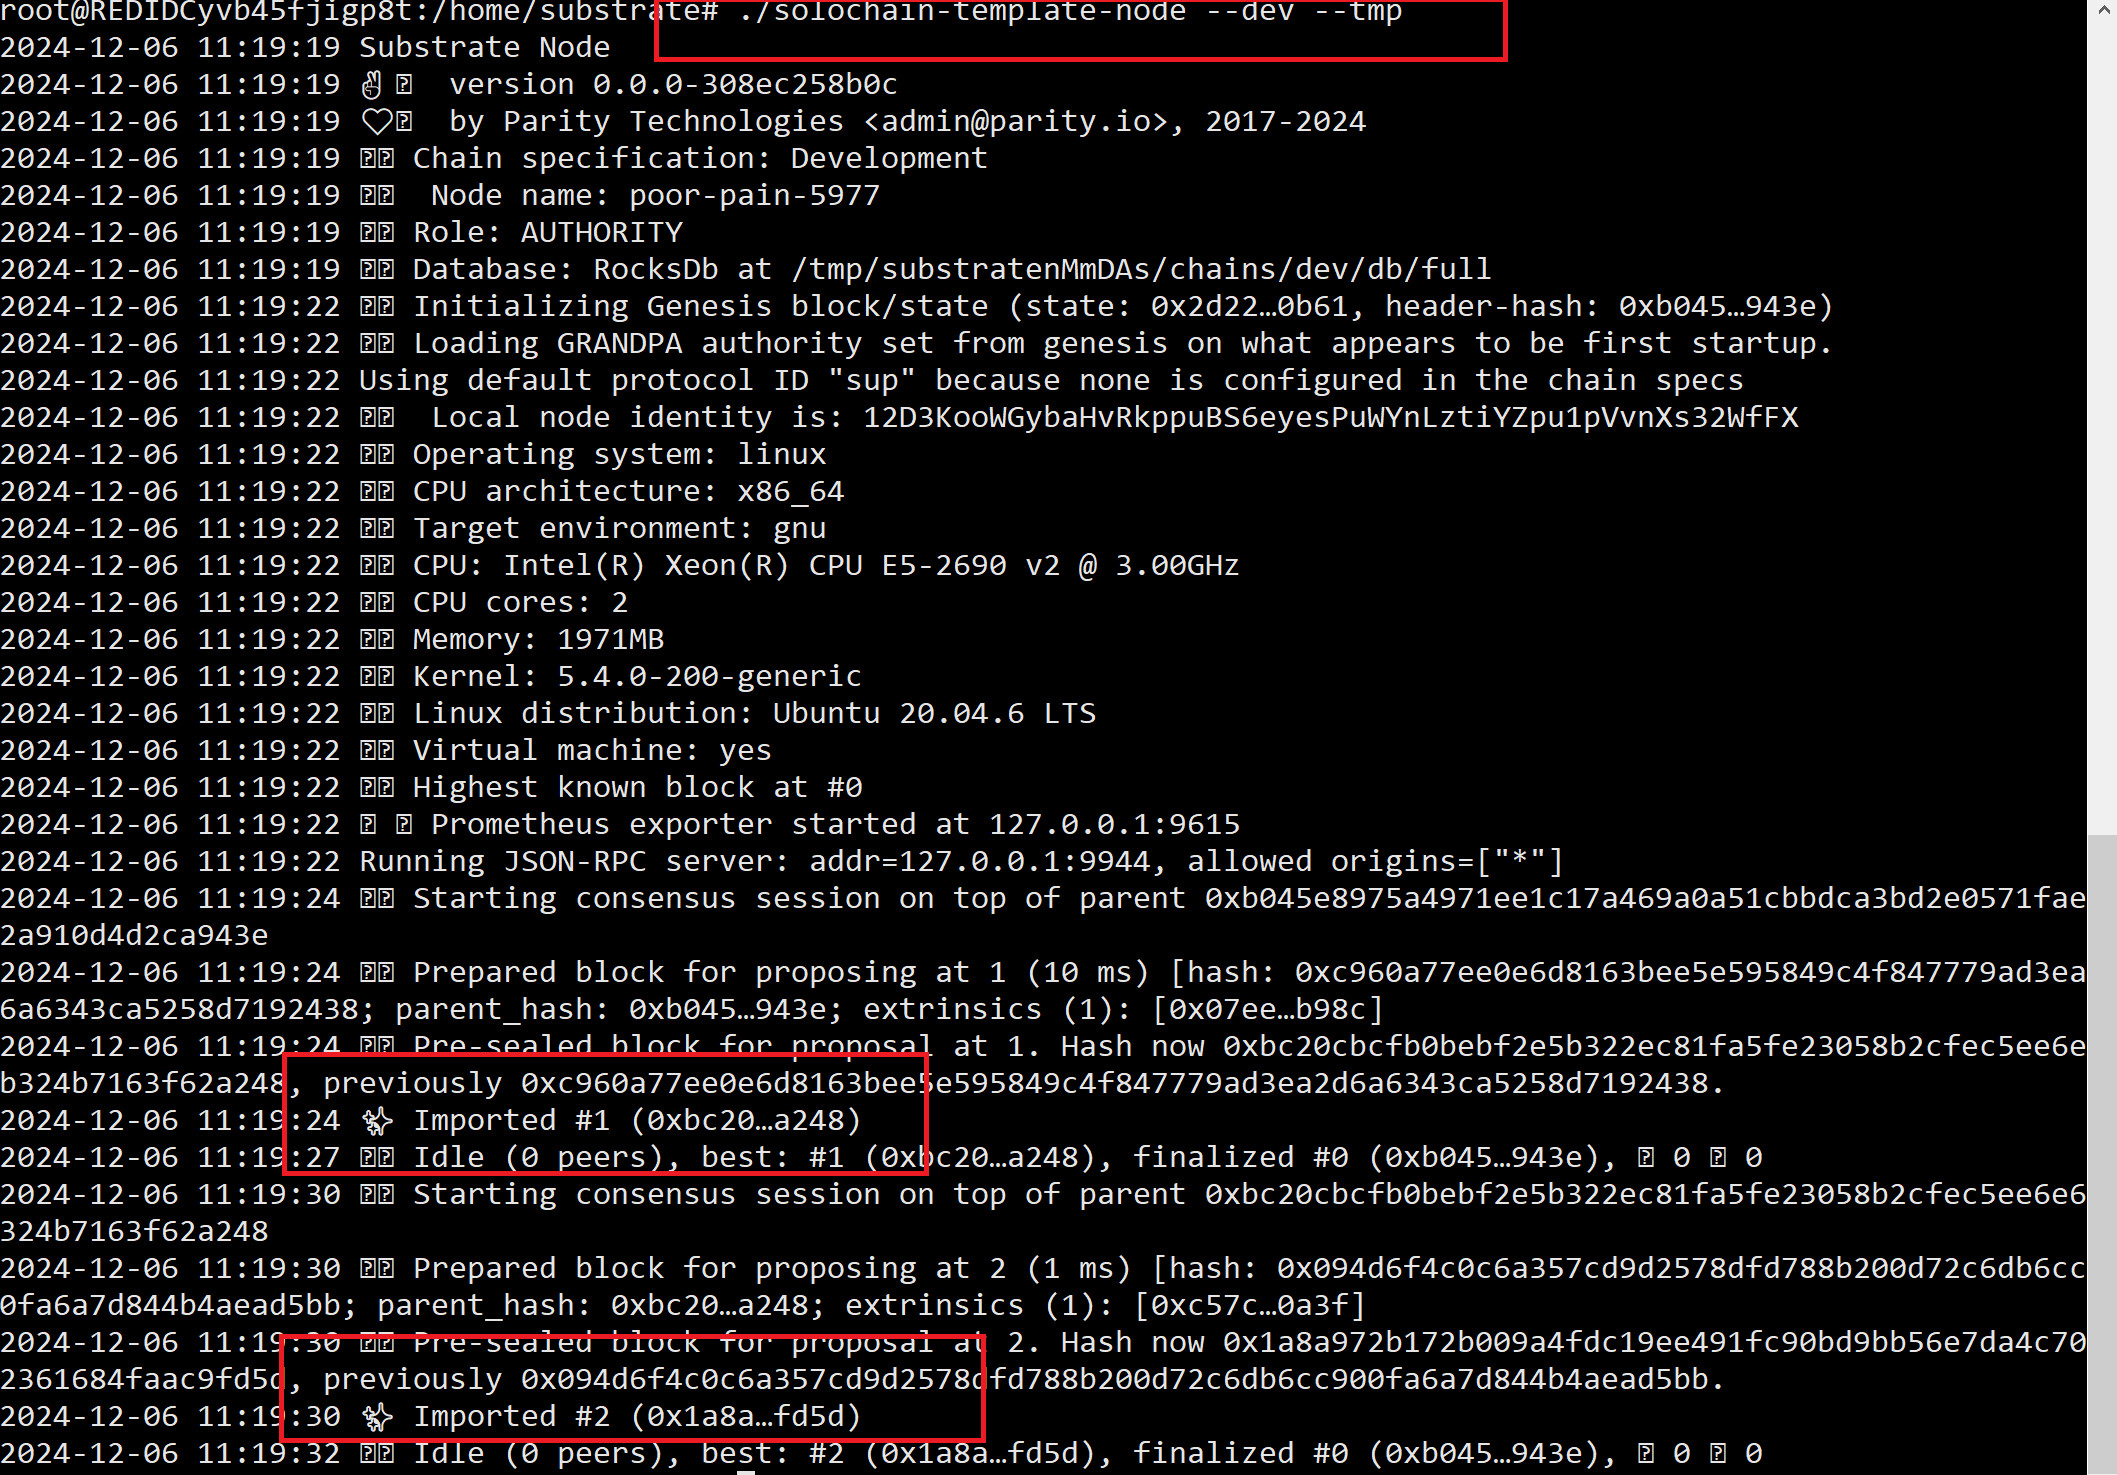 root@REDIDCyvb45fjigp8t:/home/substrate# ./solochain-template-node --dev --tmp
2024-12-06 11:19:19 Substrate Node
2024-12-06 11:19:19 ✌ �  version 0.0.0-308ec258b0c
2024-12-06 11:19:19 ♡�  by Parity Technologies <admin@parity.io>, 2017-2024
2024-12-06 11:19:19 �� Chain specification: Development
2024-12-06 11:19:19 ��  Node name: poor-pain-5977
2024-12-06 11:19:19 �� Role: AUTHORITY
2024-12-06 11:19:19 �� Database: RocksDb at /tmp/substratenMmDAs/chains/dev/db/full
2024-12-06 11:19:22 �� Initializing Genesis block/state (state: 0x2d22…0b61, header-hash: 0xb045…943e)
2024-12-06 11:19:22 �� Loading GRANDPA authority set from genesis on what appears to be first startup.
2024-12-06 11:19:22 Using default protocol ID "sup" because none is configured in the chain specs
2024-12-06 11:19:22 ��  Local node identity is: 12D3KooWGybaHvRkppuBS6eyesPuWYnLztiYZpu1pVvnXs32WfFX
2024-12-06 11:19:22 �� Operating system: linux
2024-12-06 11:19:22 �� CPU architecture: x86_64
2024-12-06 11:19:22 �� Target environment: gnu
2024-12-06 11:19:22 �� CPU: Intel(R) Xeon(R) CPU E5-2690 v2 @ 3.00GHz
2024-12-06 11:19:22 �� CPU cores: 2
2024-12-06 11:19:22 �� Memory: 1971MB
2024-12-06 11:19:22 �� Kernel: 5.4.0-200-generic
2024-12-06 11:19:22 �� Linux distribution: Ubuntu 20.04.6 LTS
2024-12-06 11:19:22 �� Virtual machine: yes
2024-12-06 11:19:22 �� Highest known block at #0
2024-12-06 11:19:22 � � Prometheus exporter started at 127.0.0.1:9615
2024-12-06 11:19:22 Running JSON-RPC server: addr=127.0.0.1:9944, allowed origins=["*"]
2024-12-06 11:19:24 �� Starting consensus session on top of parent 0xb045e8975a4971ee1c17a469a0a51cbbdca3bd2e0571fae
2a910d4d2ca943e
2024-12-06 11:19:24 �� Prepared block for proposing at 1 (10 ms) [hash: 0xc960a77ee0e6d8163bee5e595849c4f847779ad3ea
6a6343ca5258d7192438; parent_hash: 0xb045…943e; extrinsics (1): [0x07ee…b98c]
2024-12-06 11:19:24 �� Pre-sealed block for proposal at 1. Hash now 0xbc20cbcfb0bebf2e5b322ec81fa5fe23058b2cfec5ee6e
b324b7163f62a248, previously 0xc960a77ee0e6d8163bee5e595849c4f847779ad3ea2d6a6343ca5258d7192438.
2024-12-06 11:19:24 ✨ Imported #1 (0xbc20…a248)
2024-12-06 11:19:27 �� Idle (0 peers), best: #1 (0xbc20…a248), finalized #0 (0xb045…943e), � 0 � 0
2024-12-06 11:19:30 �� Starting consensus session on top of parent 0xbc20cbcfb0bebf2e5b322ec81fa5fe23058b2cfec5ee6e6
324b7163f62a248
2024-12-06 11:19:30 �� Prepared block for proposing at 2 (1 ms) [hash: 0x094d6f4c0c6a357cd9d2578dfd788b200d72c6db6cc
0fa6a7d844b4aead5bb; parent_hash: 0xbc20…a248; extrinsics (1): [0xc57c…0a3f]
2024-12-06 11:19:30 �� Pre-sealed block for proposal at 2. Hash now 0x1a8a972b172b009a4fdc19ee491fc90bd9bb56e7da4c70
2361684faac9fd5d, previously 0x094d6f4c0c6a357cd9d2578dfd788b200d72c6db6cc900fa6a7d844b4aead5bb.
2024-12-06 11:19:30 ✨ Imported #2 (0x1a8a…fd5d)
2024-12-06 11:19:32 �� Idle (0 peers), best: #2 (0x1a8a…fd5d), finalized #0 (0xb045…943e), � 0 � 0